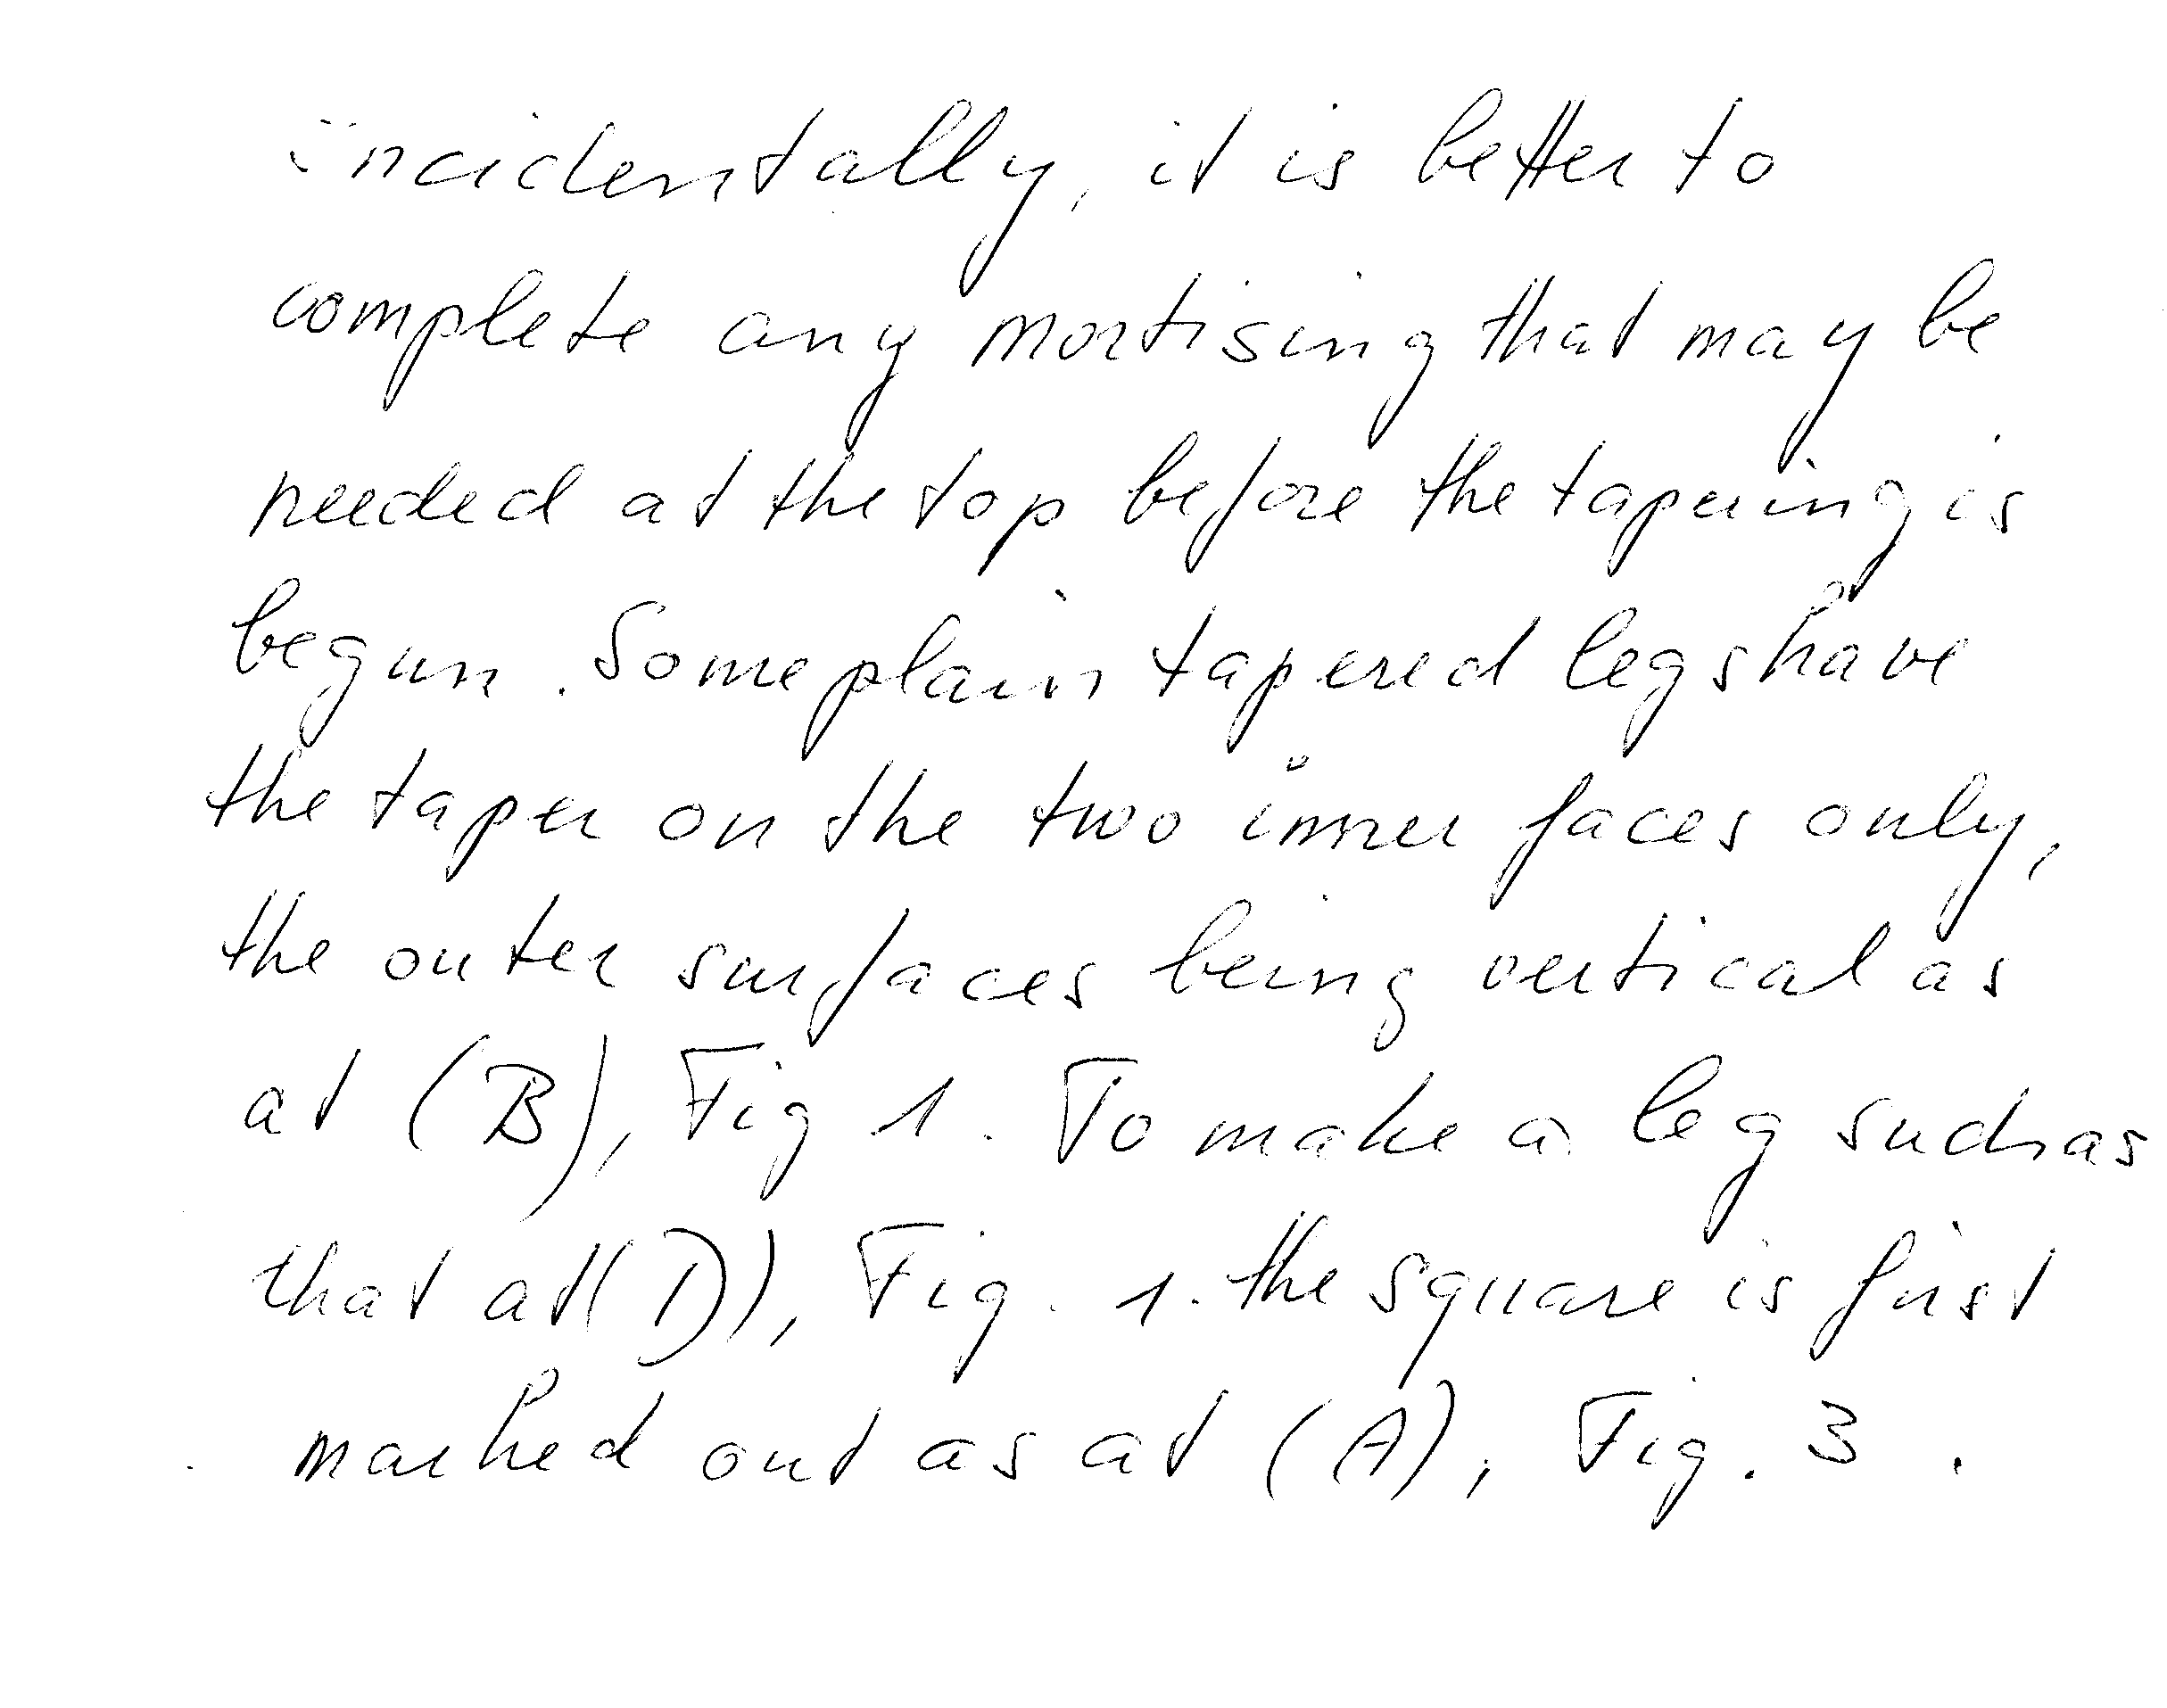 incidentally, it is better to
complete any mortising that may be
needed at the top before the tapering is
begun. Some plain tapered legs have
the taper on the two inner faces only,
the outer surfaces being vertical as
at (B), Fig 1. To make a leg such as
that at (D), Fig. 1. the square is first
marked out as at (A), Fig. 3.